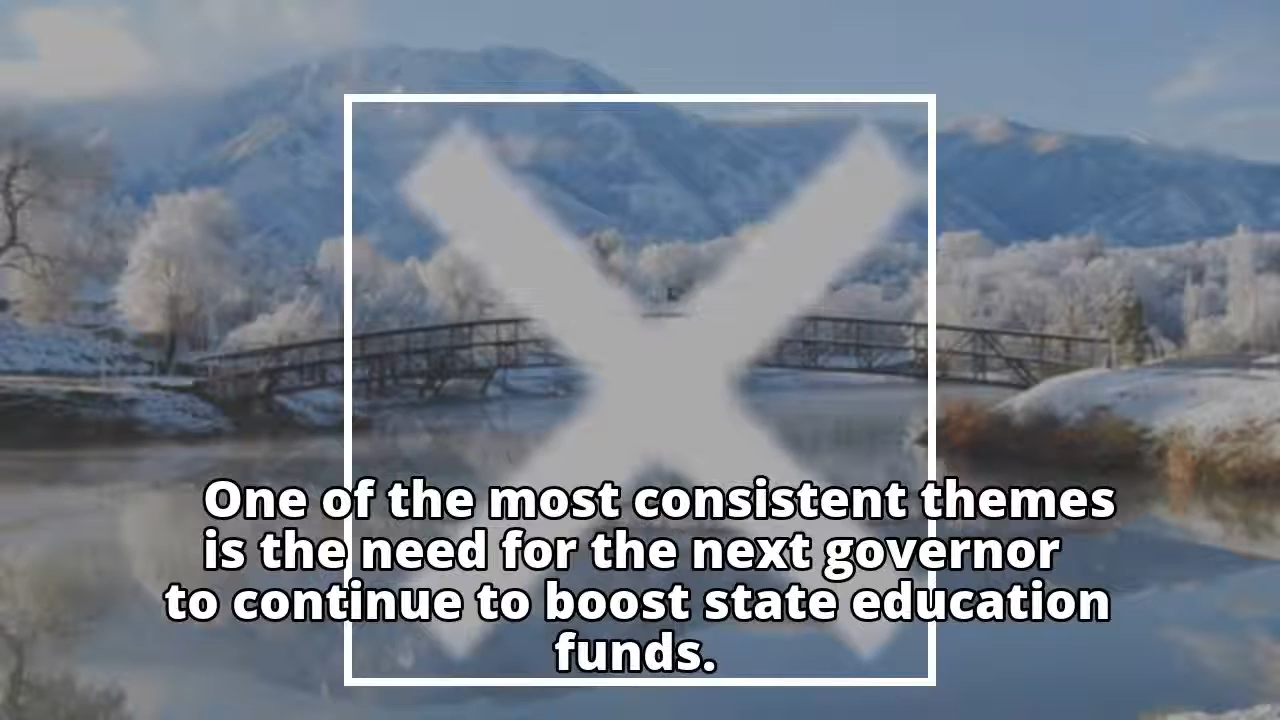 One of the most consistent themes
is the need for the next governor
to continue to boost state education
funds.